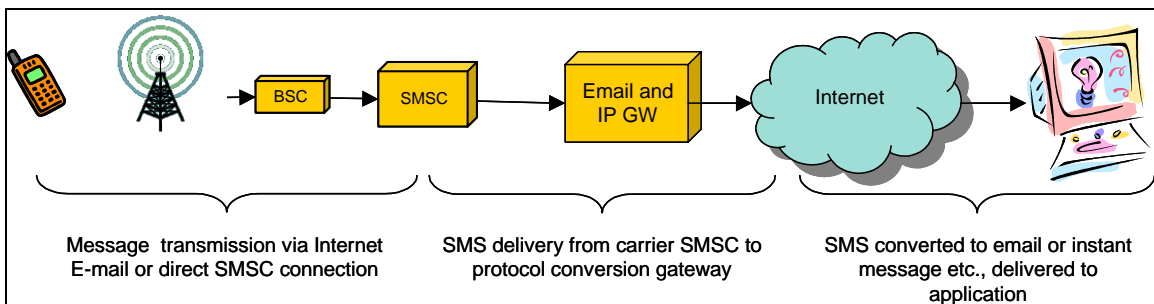 BSC
SMSC
Email and
IP GW
Internet
Message transmission via Internet
E-mail or direct SMSC connection
SMS delivery from carrier SMSC to
protocol conversion gateway
SMS converted to email or instant
message etc., delivered to
application